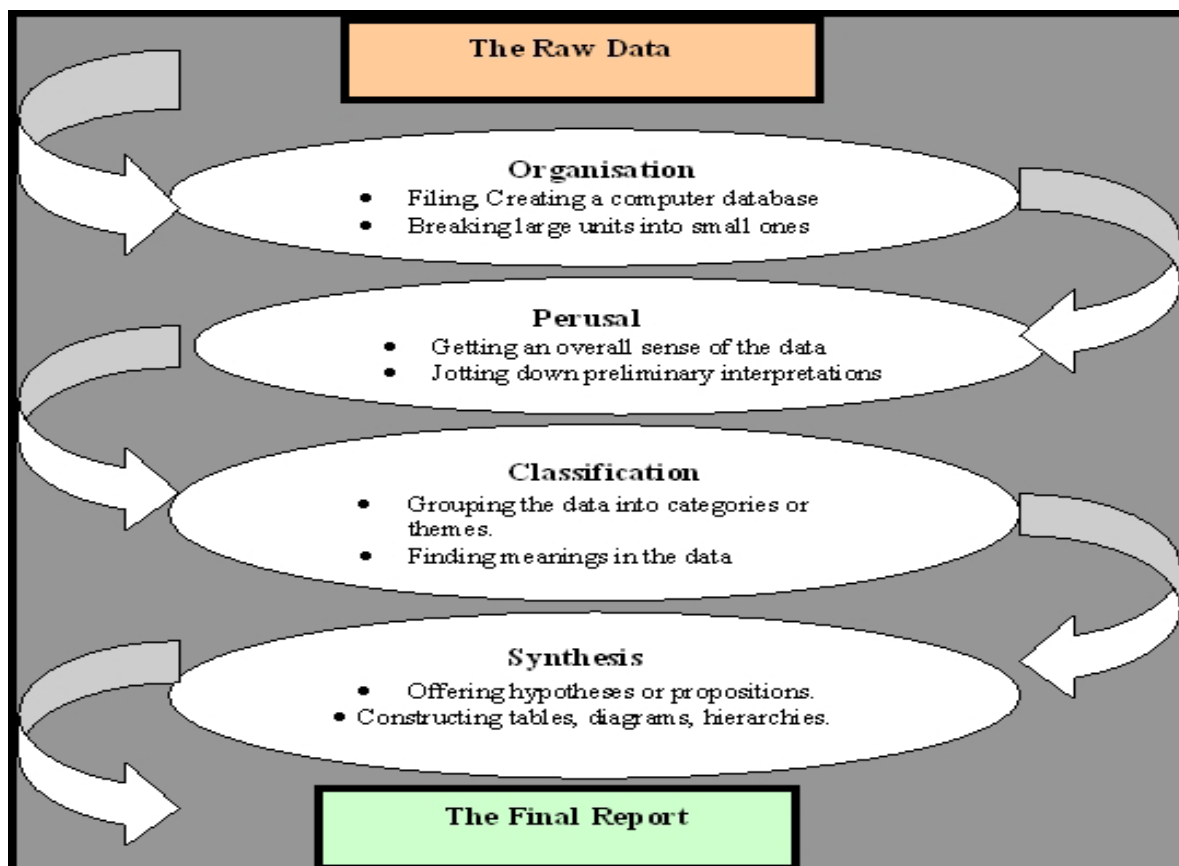 The Raw Data
Organisation
• Filing, Creating a computer database
• Breaking large units into small ones
Perusal
• Getting an overall sense of the data
• Jotting down preliminary interpretations
Classification
• Grouping the data into categories or
themes.
• Finding meanings in the data
Synthesis
• Offering hypotheses or propositions.
• Constructing tables, diagrams, hierarchies.
The Final Report